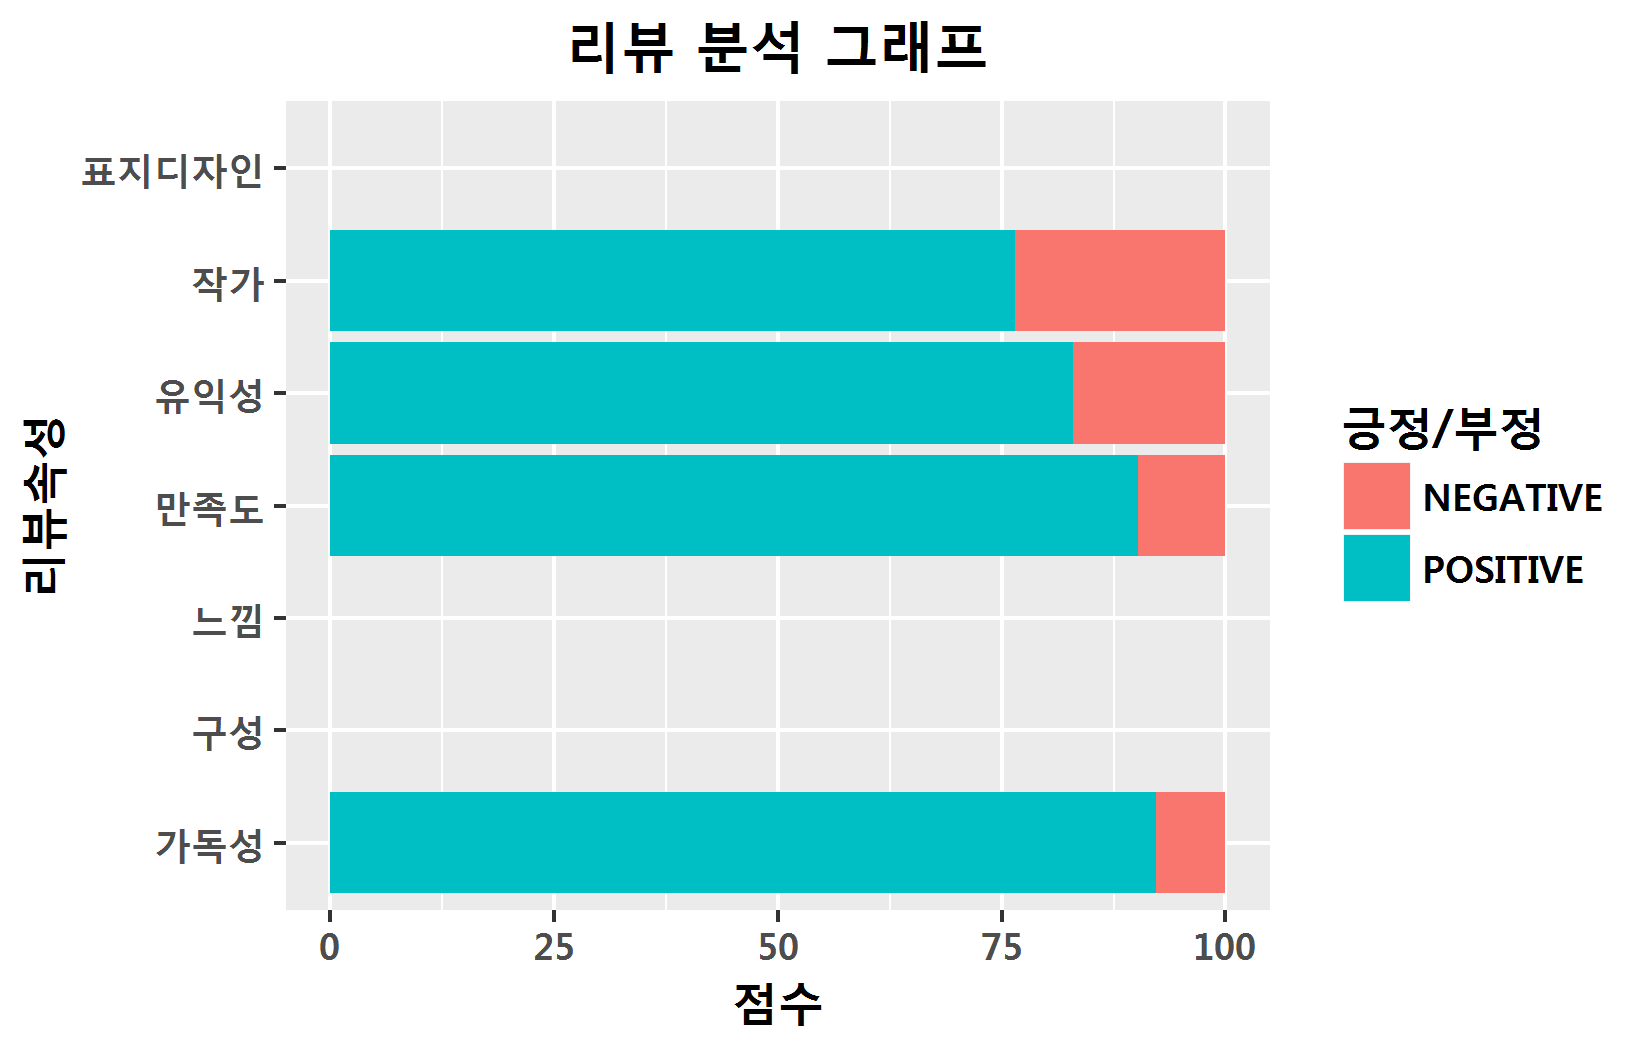 리뷰 분석 그래프
표지디자인
작가
유익성
만족도
느낌
구성
가독성
리뷰속성
0 25 50 75 100
점수
긍정/부정
NEGATIVE
POSITIVE